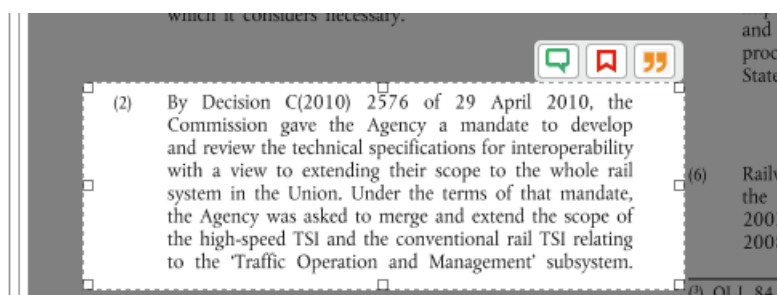 which it considers necessary.
and
proc
State
(2) By Decision C(2010) 2576 of 29 April 2010, the
Commission gave the Agency a mandate to develop
and review the technical specifications for interoperability
with a view to extending their scope to the whole rail
system in the Union. Under the terms of that mandate,
the Agency was asked to merge and extend the scope of
the high-speed TSI and the conventional rail TSI relating
to the ‘Traffic Operation and Management’ subsystem.
(6) Railw
the
200
200
OJ L 84